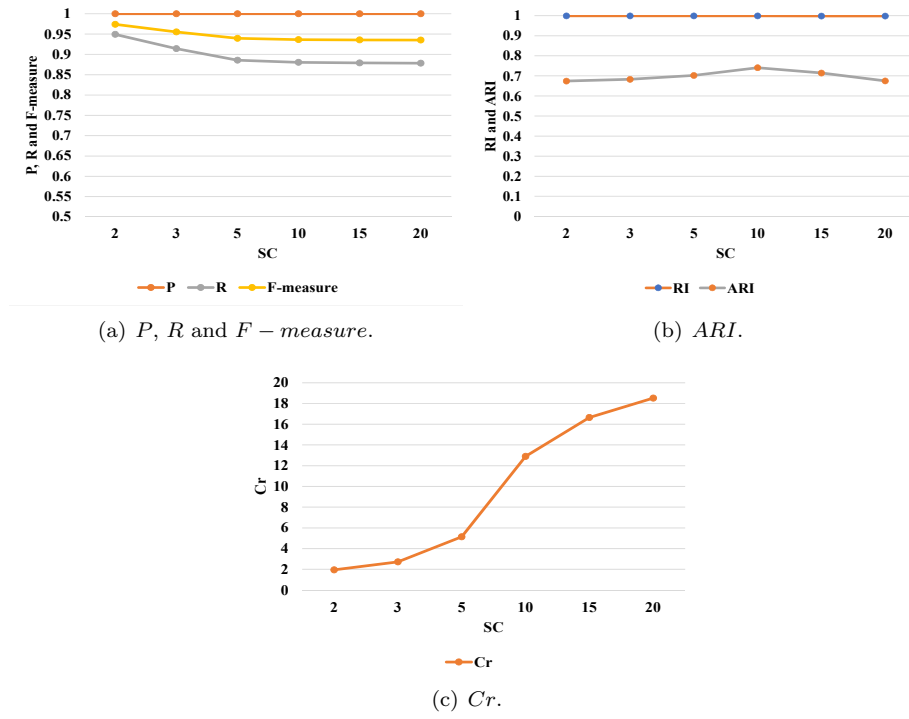 1
0.95
0.9
0.85
0.8
0.75
0.7
0.65
0.6
0.55
0.5
P, R and F-measure
2 3 5 10 15 20
SC
P R F-measure
(a) P, R and F − measure.
1
0.9
0.8
0.7
0.6
0.5
0.4
0.3
0.2
0.1
0
RI and ARI
2 3 5 10 15 20
SC
RI ARI
(b) ARI.
20
18
16
14
12
10
8
6
4
2
0
Cr
2 3 5 10 15 20
SC
Cr
(c) Cr.